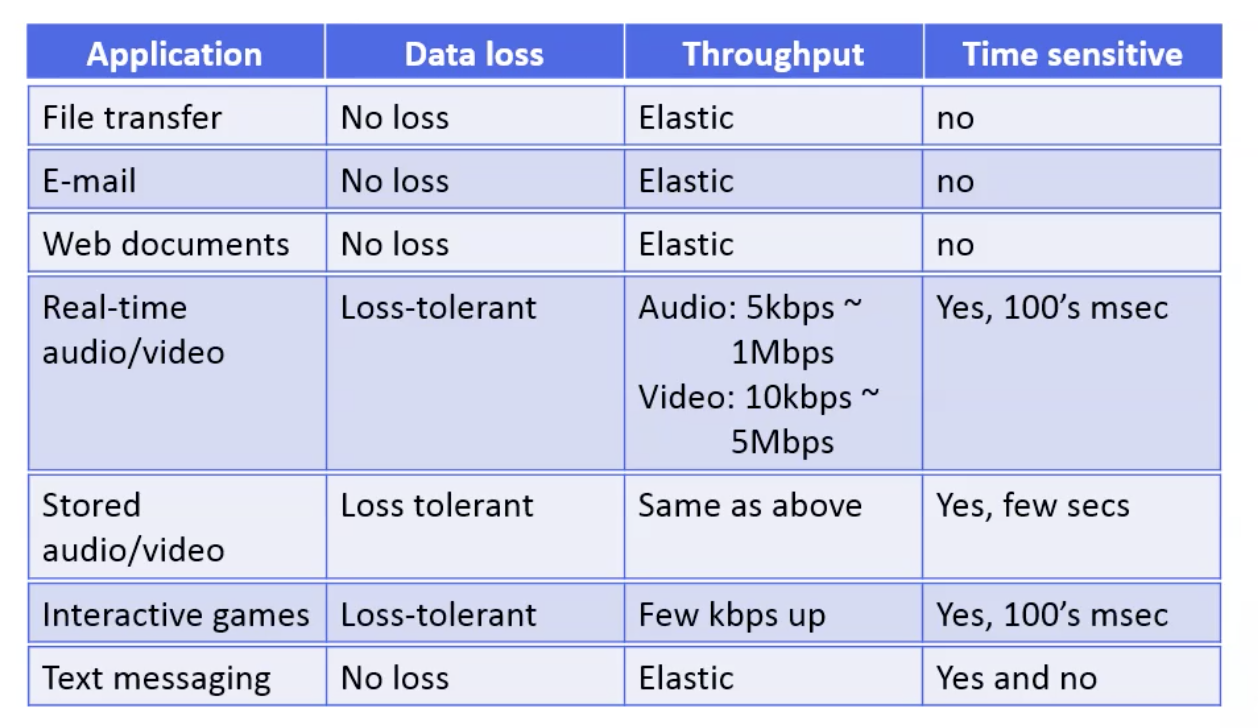 Application Data loss Throughput Time sensitive
File transfer No loss Elastic no
E-mail No loss Elastic no
Web documents No loss Elastic no
Real-time Loss-tolerant Audio: 5kbps ~ Yes, 100’s msec
audio/video 1Mbps
Video: 10kbps ~
5Mbps
Stored Loss tolerant Same as above Yes, few secs
audio/video
Interactive games Loss-tolerant Few kbps up Yes, 100’s msec
Text messaging No loss Elastic Yes and no